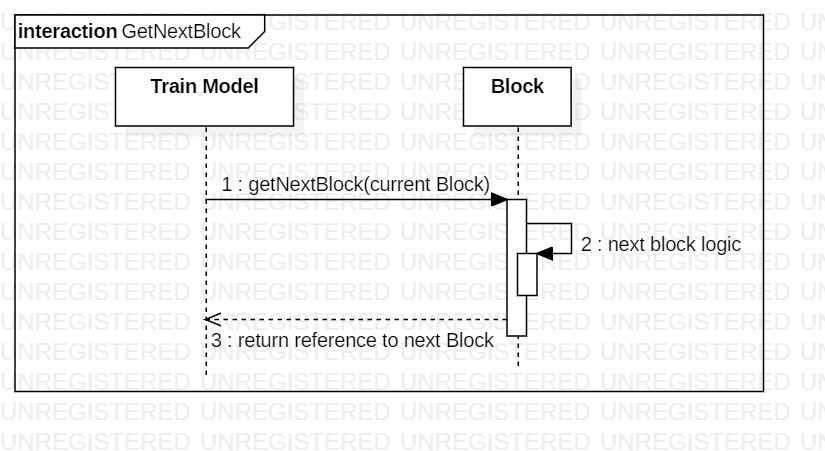 interaction GetNextBlock
Train Model
Block
1 : getNextBlock(current Block)
2 : next block logic
3 : return reference to next Block
UNREGISTERED UNREGISTERED UNREGISTERED UNREGISTERED UN